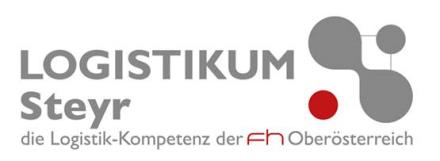 LOGISTIKUM
Steyr
die Logistik-Kompetenz der fh Oberösterreich